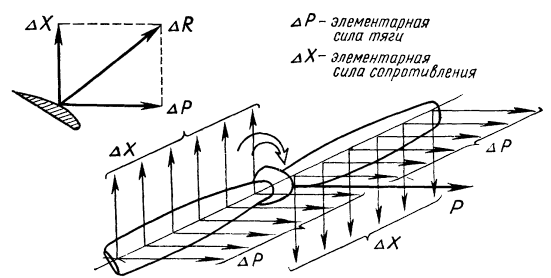 ΔX
ΔR
ΔP
ΔP – элементарная
сила тяги
ΔX – элементарная
сила сопротивления
ΔX
ΔP
P
ΔP
ΔX